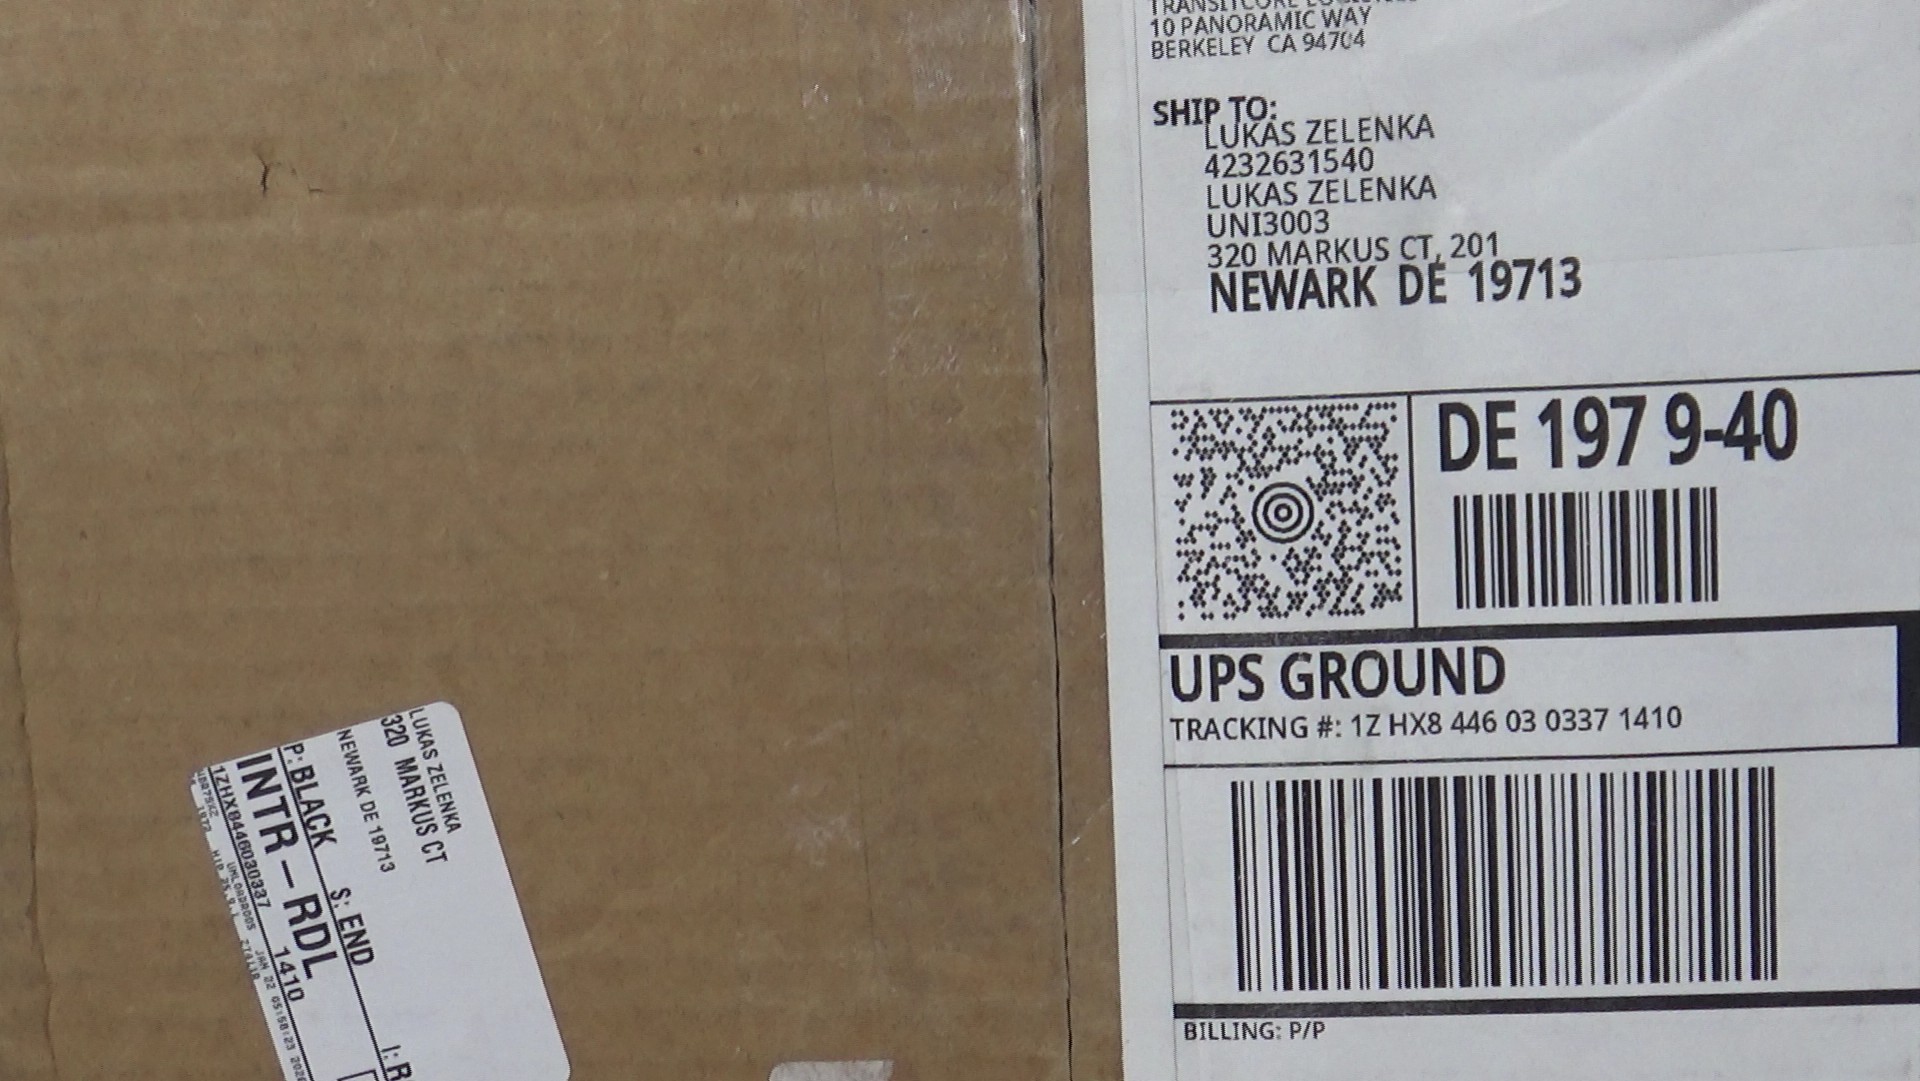 10 PANORAMIC WAY
BERKELEY CA 94704
SHIP TO:
LUKAS ZELENKA
4232631540
LUKAS ZELENKA
UNI3003
320 MARKUS CT, 201
NEWARK DE 19713
DE 197 9-40
UPS GROUND
TRACKING #: 1Z HX8 446 03 0337 1410
BILLING: P/P
LUKAS ZELENKA
320 MARKUS CT
NEWARK DE 19713
P: BLACK S: END I: R
INTR-RDL
1ZHX844603033​7 1410